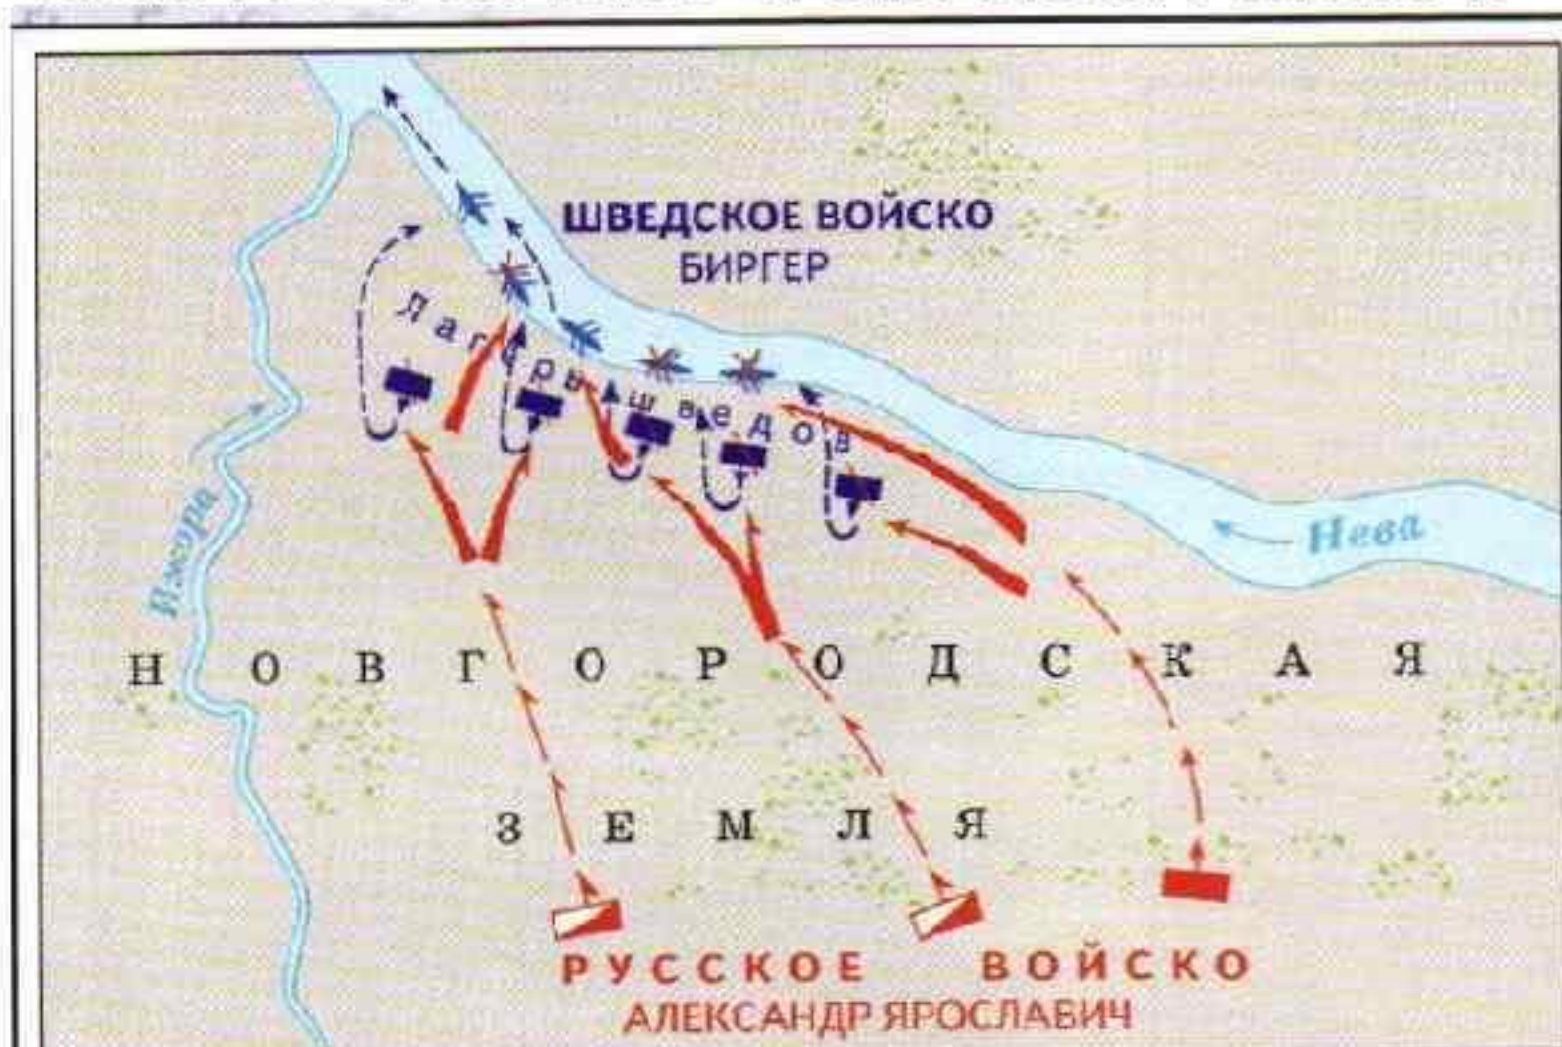 ШВЕДСКОЕ ВОЙСКО
БИРГЕР
Лагерь шведов
Ижора
Нева
НОВГОРОДСКАЯ
ЗЕМЛЯ
РУССКОЕ ВОЙСКО
АЛЕКСАНДР ЯРОСЛАВИЧ